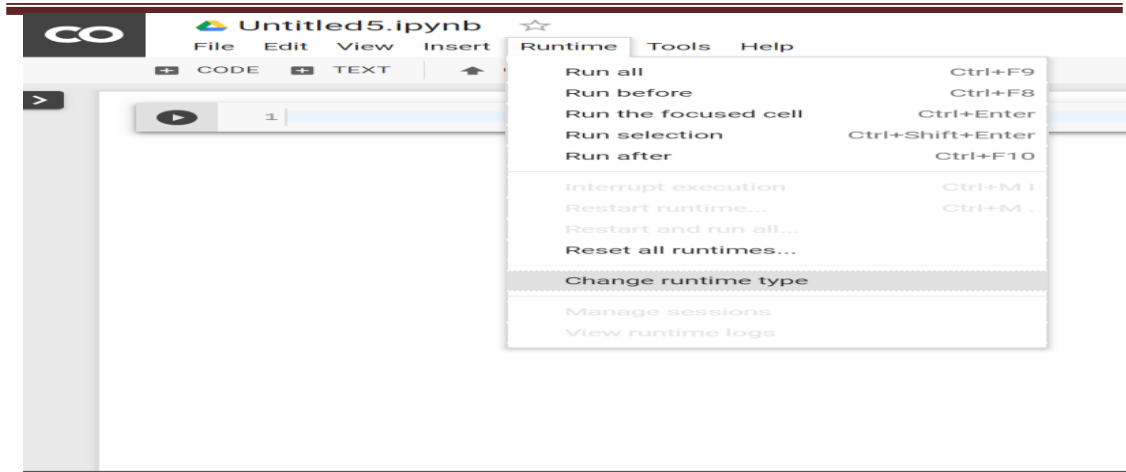 CO
Untitled5.ipynb
File Edit View Insert Runtime Tools Help
CODE TEXT
Run all Ctrl+F9
Run before Ctrl+F8
Run the focused cell Ctrl+Enter
Run selection Ctrl+Shift+Enter
Run after Ctrl+F10
Interrupt execution Ctrl+M I
Restart runtime... Ctrl+M .
Restart and run all...
Reset all runtimes...
Change runtime type
Manage sessions
View runtime logs
1